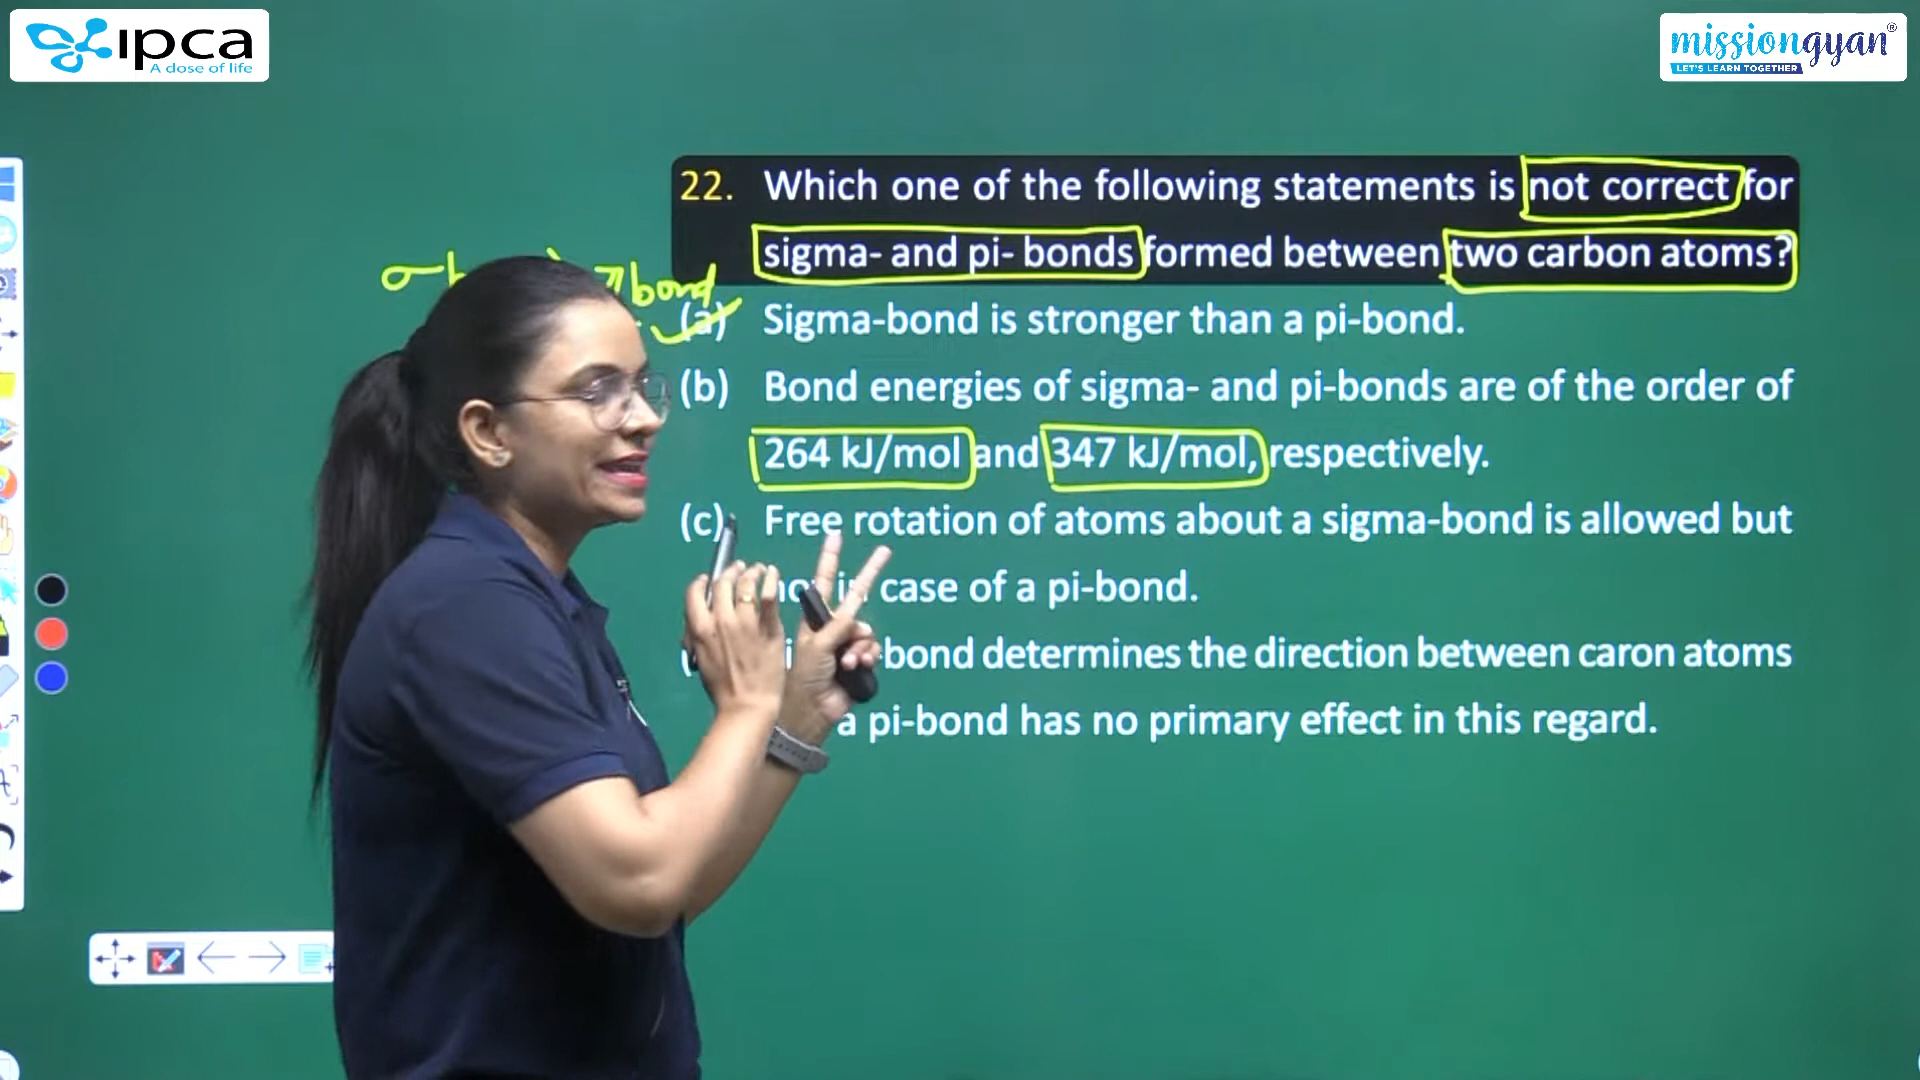 ipca
A dose of life
missiongyan®
LET'S LEARN TOGETHER
22. Which one of the following statements is not correct for
sigma- and pi- bonds formed between two carbon atoms?
bond
(a) Sigma-bond is stronger than a pi-bond.
(b) Bond energies of sigma- and pi-bonds are of the order of
264 kJ/mol and 347 kJ/mol, respectively.
(c) Free rotation of atoms about a sigma-bond is allowed but
in case of a pi-bond.
-bond determines the direction between caron atoms
a pi-bond has no primary effect in this regard.